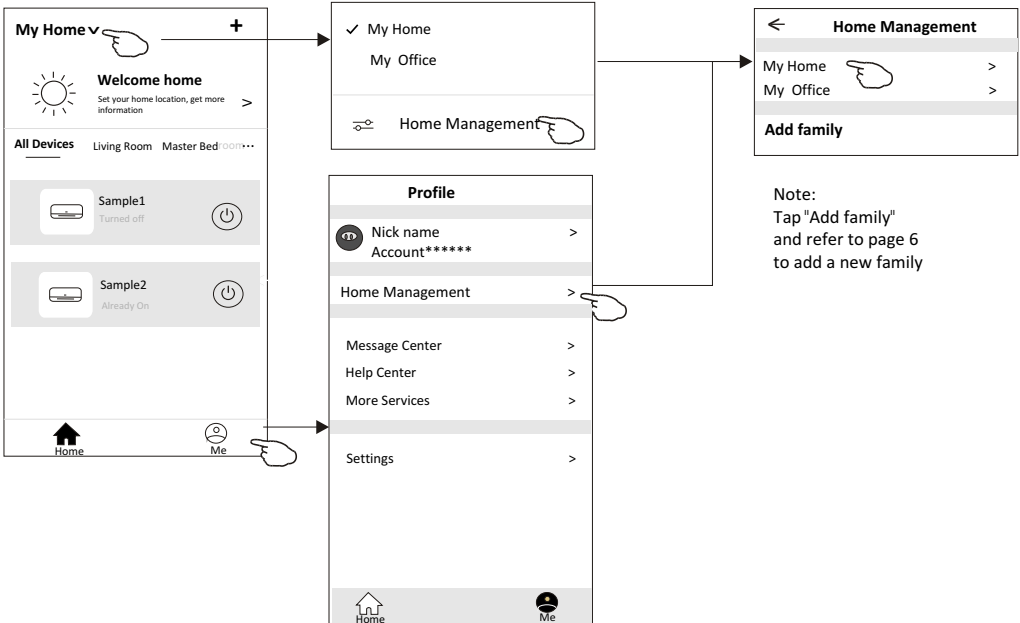 My Home
+
Welcome home
Set your home location, get more
information
>
All Devices
Living Room
Master Bedroom
...
Sample1
Turned off
Sample2
Already On
Home
Me
✓ My Home
My Office
Home Management
Profile
Nick name >
Account******
Home Management >
Message Center >
Help Center >
More Services >
Settings >
Home
Me
Home Management
My Home >
My Office >
Add family
Note:
Tap "Add family"
and refer to page 6
to add a new family